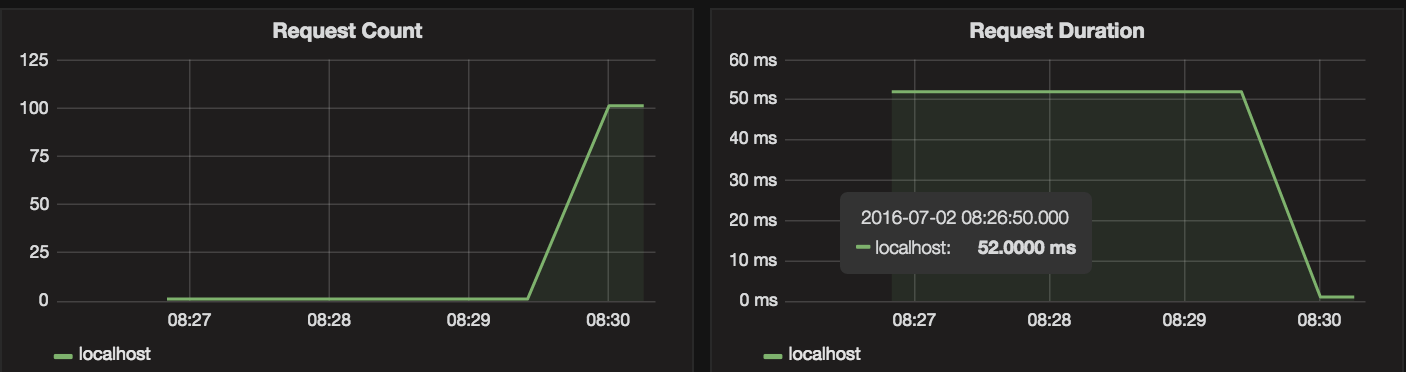 Request Count
125
100
75
50
25
0
08:27 08:28 08:29 08:30
localhost
Request Duration
60 ms
50 ms
40 ms
30 ms
20 ms
10 ms
0 ms
2016-07-02 08:26:50.000
localhost: 52.0000 ms
08:27 08:28 08:29 08:30
localhost